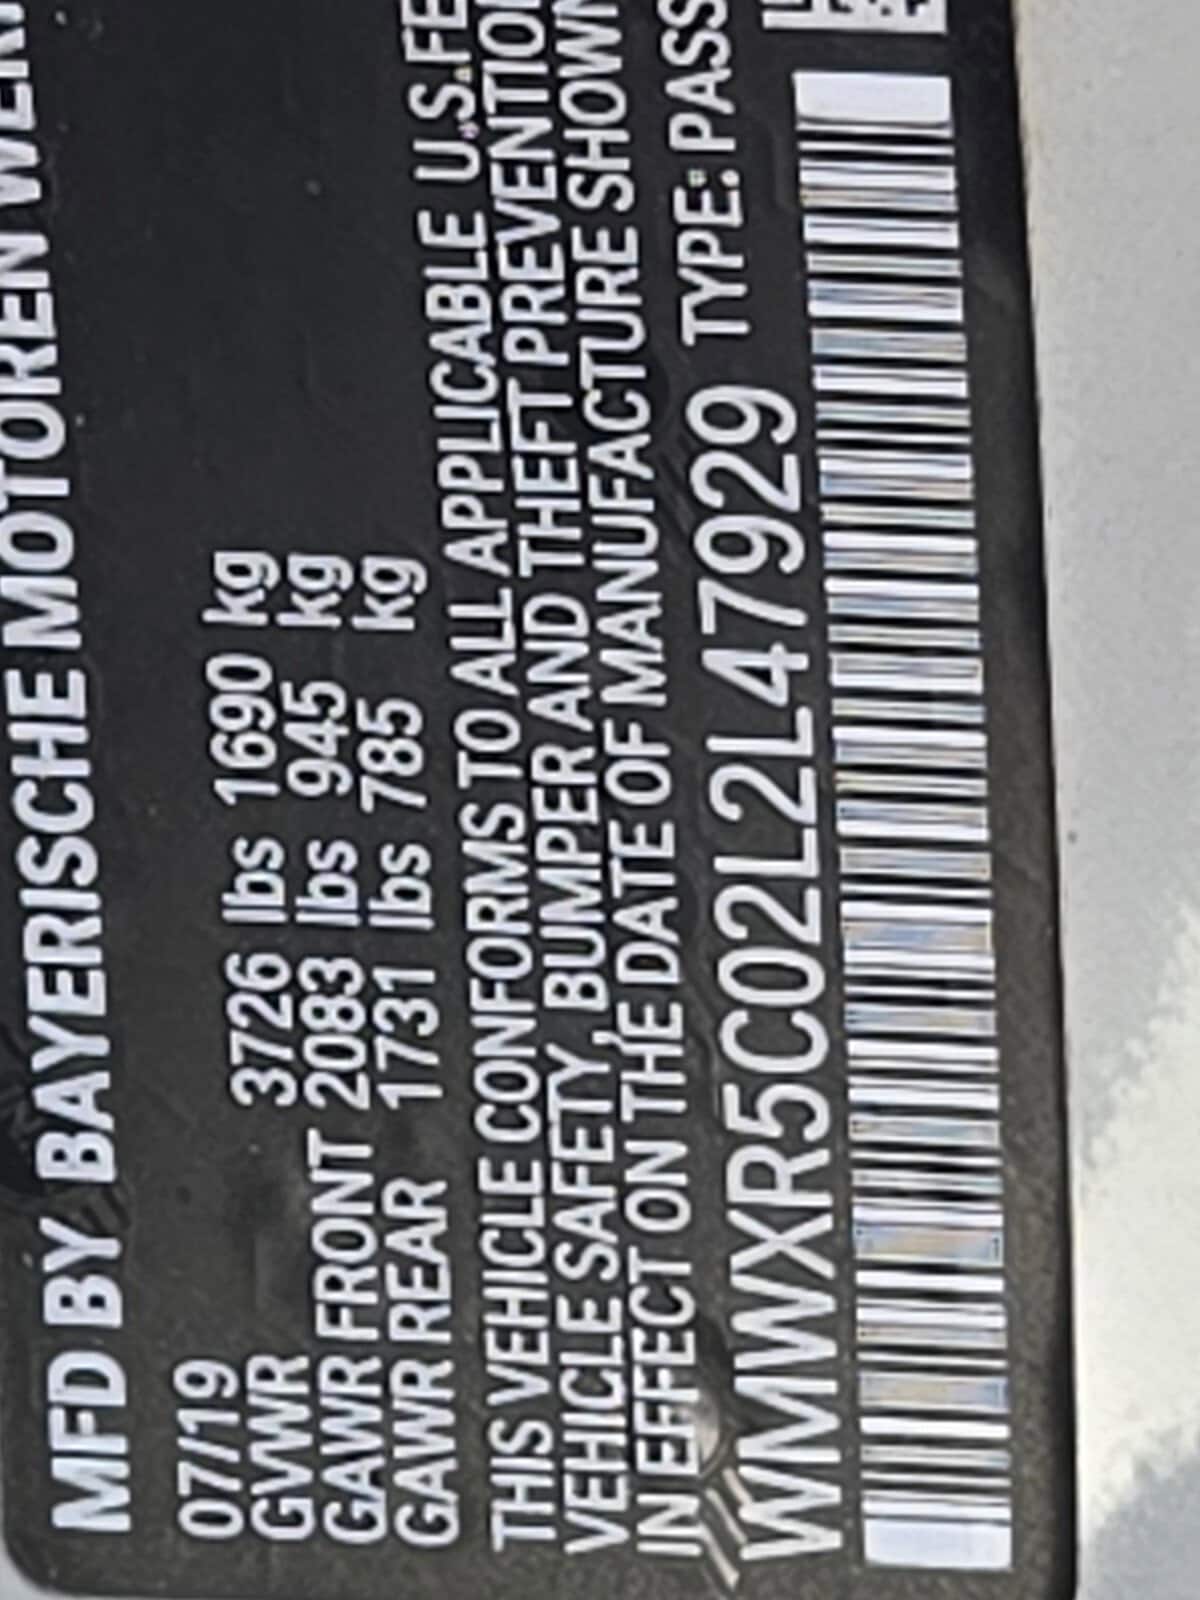 MFD BY BAYERISCHE MOTOREN WER
07/19
GVWR 3726 lbs 1690 kg
GAWR FRONT 2083 lbs 945 kg
GAWR REAR 1731 lbs 785 kg
THIS VEHICLE CONFORMS TO ALL APPLICABLE U.S.FE
VEHICLE SAFETY, BUMPER AND THEFT PREVENTION
IN EFFECT ON THE DATE OF MANUFACTURE SHOWN
WMWXR5C02L2L47929 TYPE: PASS